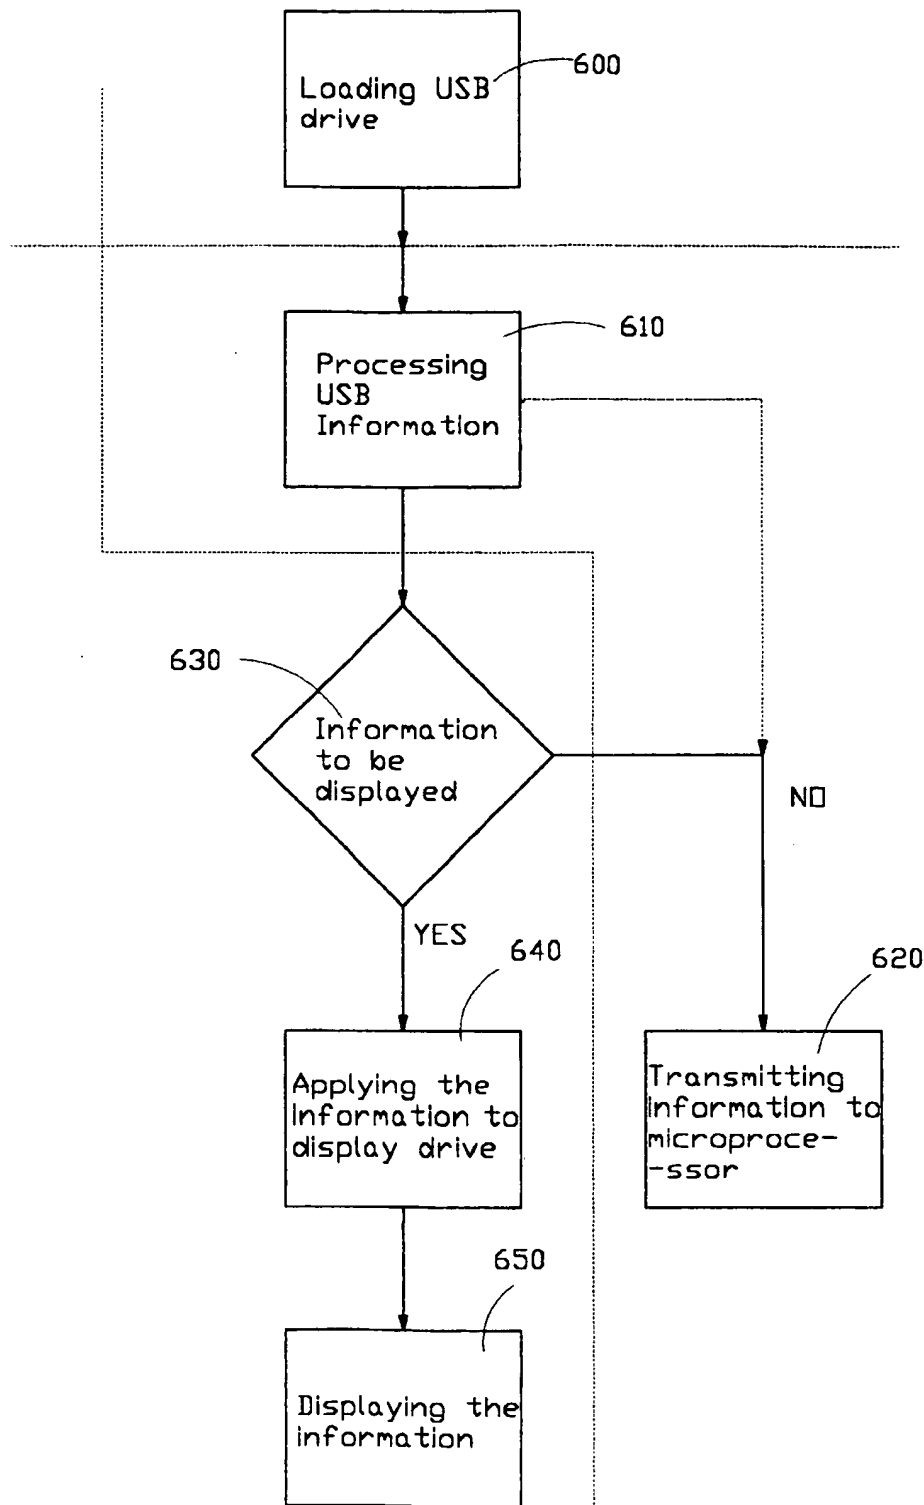 600
Loading USB
drive
610
Processing
USB
Information
630
Information
to be
displayed
NO
YES
640
620
Applying the
information to
display drive
Transmitting
information to
microproce-
-ssor
650
Displaying the
information